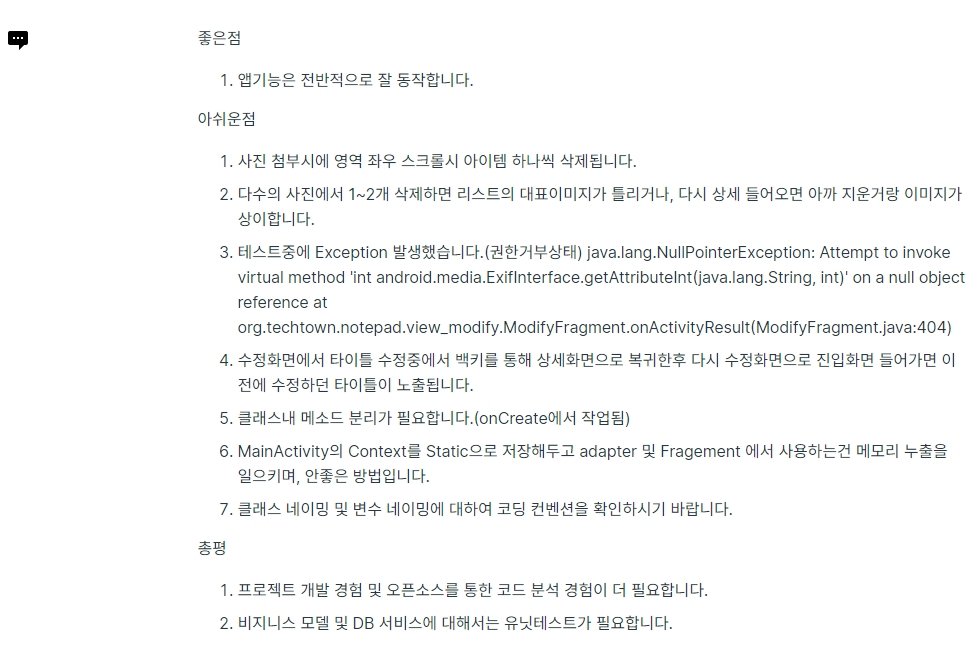 좋은점
1. 앱기능은 전반적으로 잘 동작합니다.
아쉬운점
1. 사진 첨부시에 영역 좌우 스크롤시 아이템 하나씩 삭제됩니다.
2. 다수의 사진에서 1~2개 삭제하면 리스트의 대표이미지가 틀리거나, 다시 상세 들어오면 아까 지운거랑 이미지가
상이합니다.
3. 테스트중에 Exception 발생했습니다.(권한거부상태) java.lang.NullPointerException: Attempt to invoke
virtual method 'int android.media.ExifInterface.getAttributeInt(java.lang.String, int)' on a null object
reference at
org.techtown.notepad.view_modify.ModifyFragment.onActivityResult(ModifyFragment.java:404)
4. 수정화면에서 타이틀 수정중에서 백키를 통해 상세화면으로 복귀한후 다시 수정화면으로 진입화면 들어가면 이
전에 수정하던 타이틀이 노출됩니다.
5. 클래스내 메소드 분리가 필요합니다.(onCreate에서 작업됨)
6. MainActivity의 Context를 Static으로 저장해두고 adapter 및 Fragement 에서 사용하는건 메모리 누출을
일으키며, 안좋은 방법입니다.
7. 클래스 네이밍 및 변수 네이밍에 대하여 코딩 컨벤션을 확인하시기 바랍니다.
총평
1. 프로젝트 개발 경험 및 오픈소스를 통한 코드 분석 경험이 더 필요합니다.
2. 비지니스 모델 및 DB 서비스에 대해서는 유닛테스트가 필요합니다.